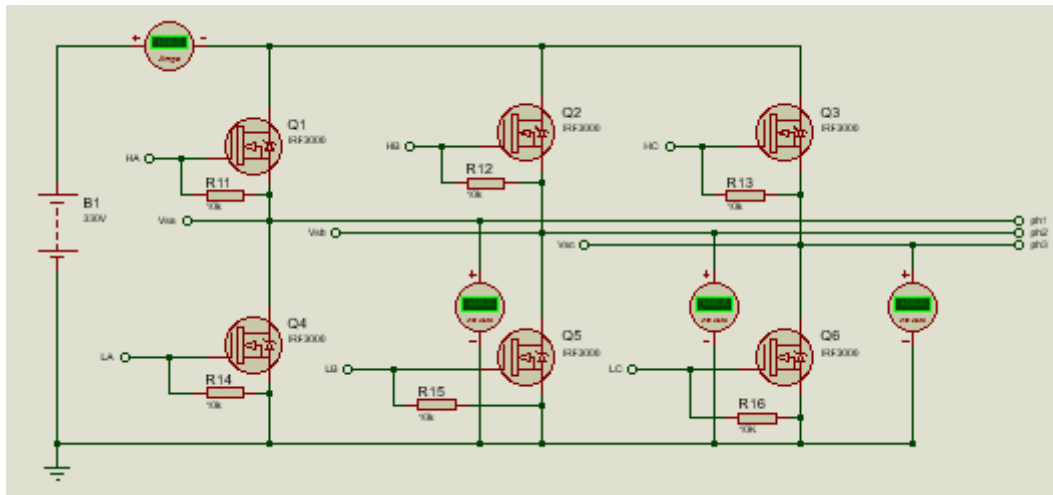 + -
Amps
Q1
IRF3000
Q2
IRF3000
Q3
IRF3000
HA
HB
HC
R11
10k
R12
10k
R13
10k
B1
330V
Vsa
ph1
Vsb
ph2
Vsc
ph3
+
+
+
Q4
IRF3000
Q5
IRF3000
Q6
IRF3000
-
-
-
LA
LB
LC
R14
10k
R15
10k
R16
10K